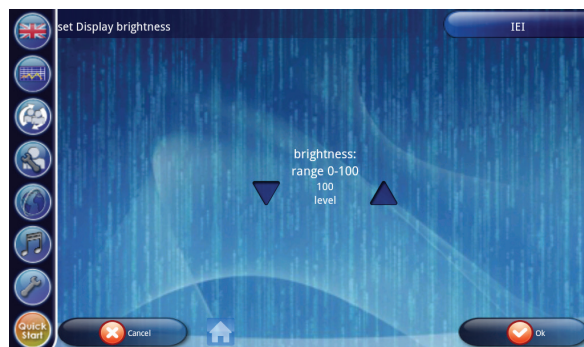 set Display brightness
IEI
brightness:
range 0-100
100
level
Quick
Start
Cancel
Ok